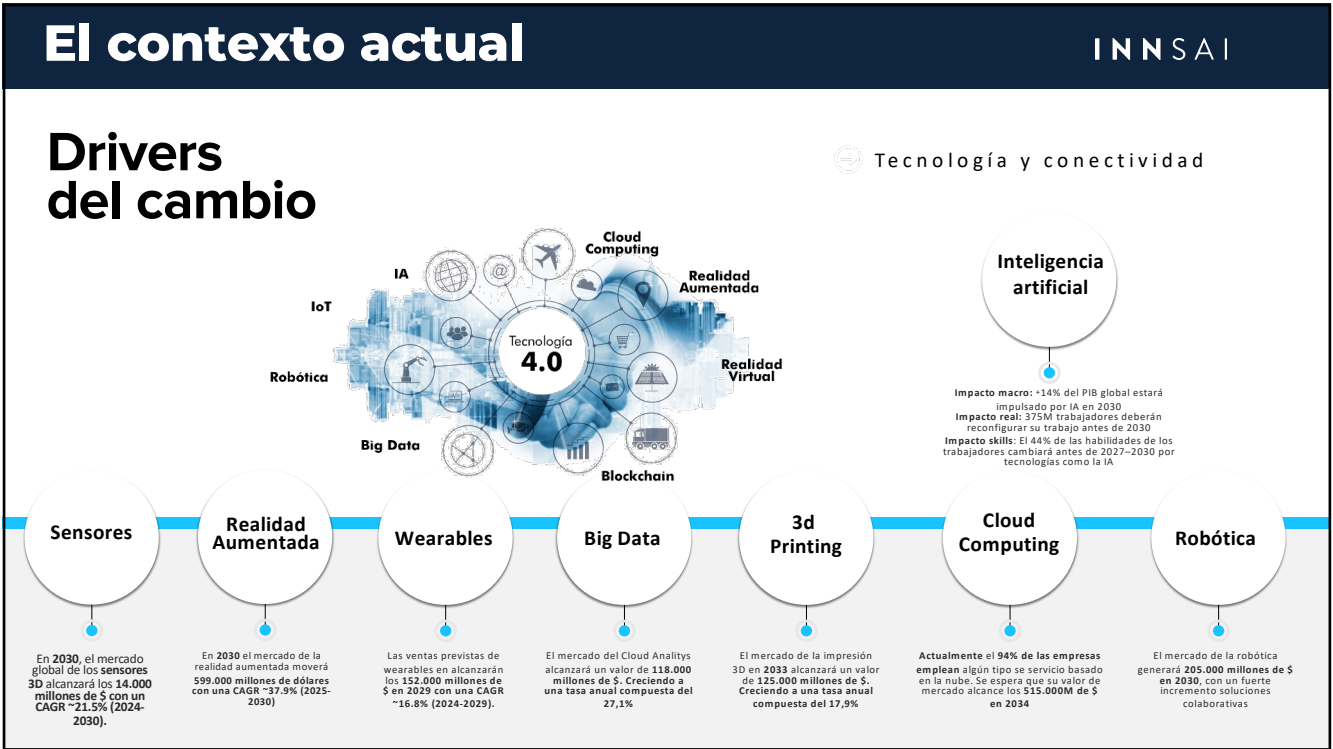 El contexto actual
INNSAI
Drivers
del cambio
Tecnología y conectividad
Cloud
Computing
IA
Realidad
Aumentada
IoT
@
Tecnología
4.0
Robótica
Realidad
Virtual
Big Data
Blockchain
Inteligencia
artificial
Impacto macro: +14% del PIB global estará
impulsado por IA en 2030
Impacto real: 375M trabajadores deberán
reconfigurar su trabajo antes de 2030
Impacto skills: El 44% de las habilidades de los
trabajadores cambiará antes de 2027–2030 por
tecnologías como la IA
Sensores
En 2030, el mercado
global de los sensores
3D alcanzará los 14.000
millones de $ con un
CAGR ~21.5% (2024-
2030).
Realidad
Aumentada
En 2030 el mercado de la
realidad aumentada moverá
599.000 millones de dólares
con una CAGR ~37.9% (2025-
2030)
Wearables
Las ventas previstas de
wearables en alcanzarán
los 152.000 millones de
$ en 2029 con una CAGR
~16.8% (2024-2029).
Big Data
El mercado del Cloud Analitys
alcanzará un valor de 118.000
millones de $. Creciendo a
una tasa anual compuesta del
27,1%
3d
Printing
El mercado de la impresión
3D en 2033 alcanzará un valor
de 125.000 millones de $.
Creciendo a una tasa anual
compuesta del 17,9%
Cloud
Computing
Actualmente el 94% de las empresas
emplean algún tipo se servicio basado
en la nube. Se espera que su valor de
mercado alcance los 515.000M de $
en 2034
Robótica
El mercado de la robótica
generará 205.000 millones de $
en 2030, con un fuerte
incremento soluciones
colaborativas